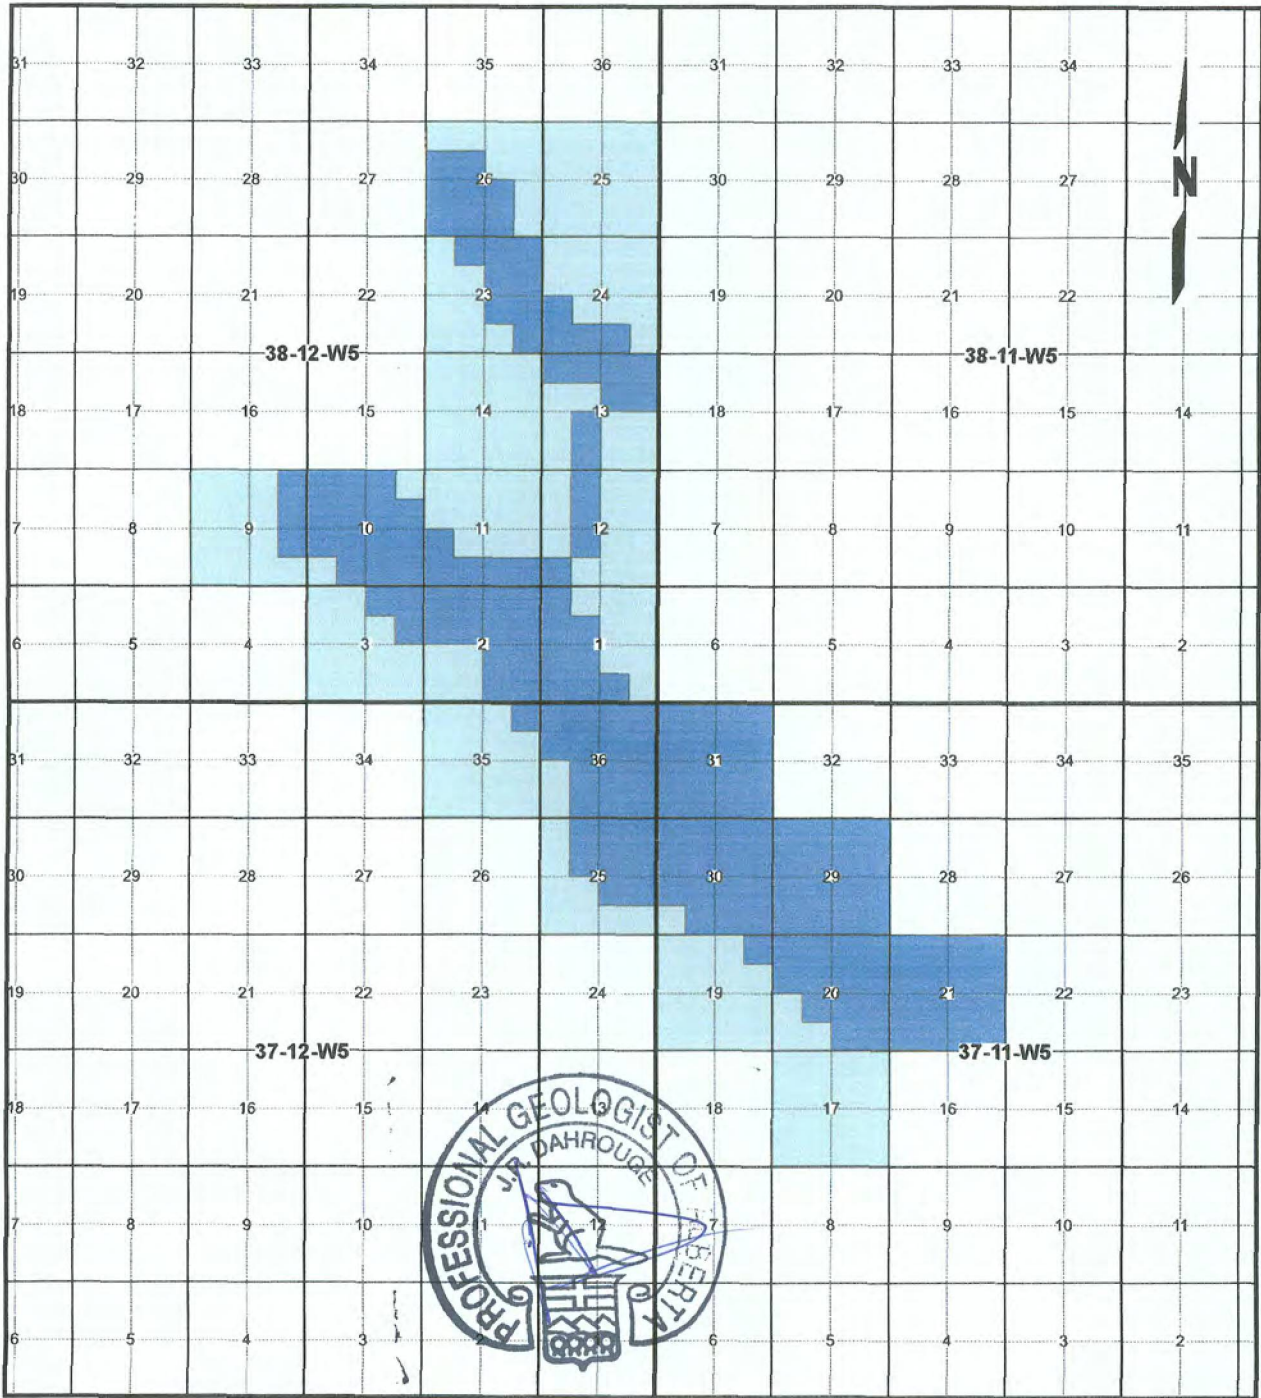 31 32 33 34 35 36 31 32 33 34
N
30 29 28 27 26 25 30 29 28 27
19 20 21 22 23 24 19 20 21 22
38-12-W5 38-11-W5
18 17 16 15 14 13 18 17 16 15 14
7 8 9 10 11 12 7 8 9 10 11
6 5 4 3 2 1 6 5 4 3 2
31 32 33 34 35 36 31 32 33 34 35
30 29 28 27 26 25 30 29 28 27 26
19 20 21 22 23 24 19 20 21 22 23
37-12-W5 37-11-W5
18 17 16 15 14 13 18 17 16 15 14
7 8 9 10 1 12 7 8 9 10 11
6 5 4 3 2 6 5 4 3 2
PROFESSIONAL GEOLOGIST OF ALBERTA
J.R. DAHROUGE